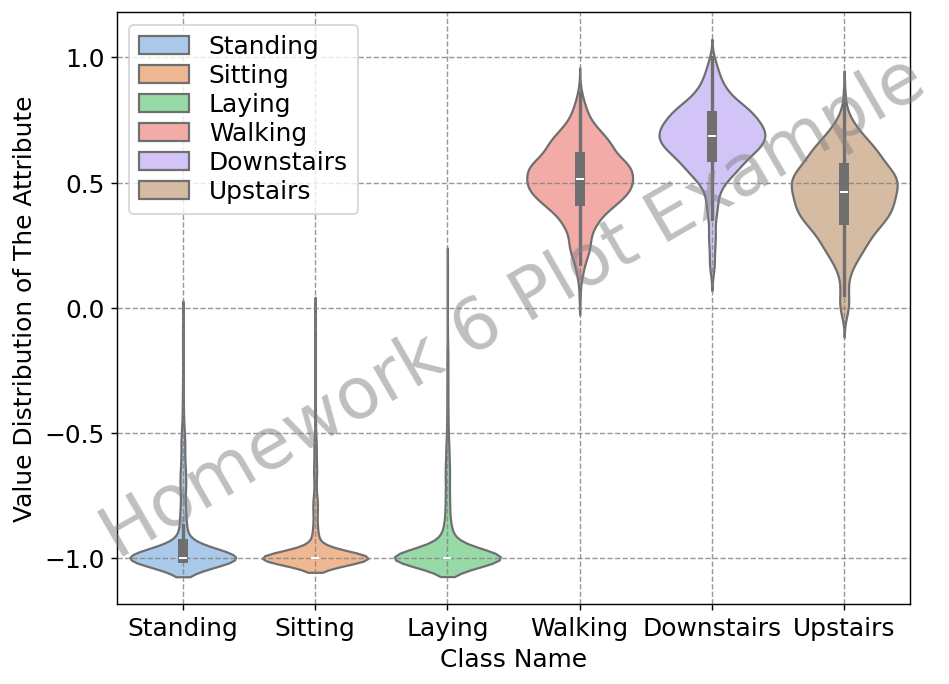 Standing
Sitting
Laying
Walking
Downstairs
Upstairs
1.0
0.5
0.0
−0.5
−1.0
Value Distribution of The Attribute
Homework 6 Plot Example
Standing Sitting Laying Walking Downstairs Upstairs
Class Name